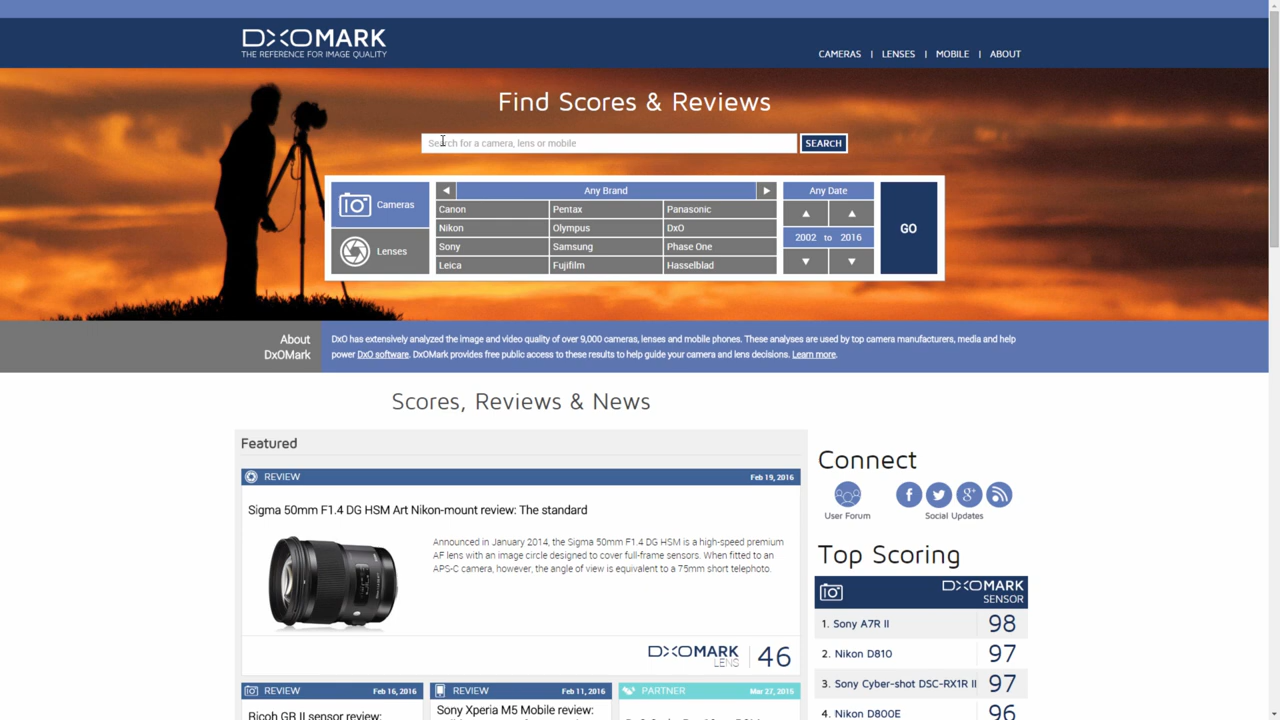 DXOMARK
THE REFERENCE FOR IMAGE QUALITY
CAMERAS | LENSES | MOBILE | ABOUT
Find Scores & Reviews
Search for a camera, lens or mobile
SEARCH
Cameras
Lenses
Any Brand
Canon Pentax Panasonic
Nikon Olympus DxO
Sony Samsung Phase One
Leica Fujifilm Hasselblad
Any Date
2002 to 2016
GO
About
DxOMark
DxO has extensively analyzed the image and video quality of over 9,000 cameras, lenses and mobile phones. These analyses are used by top camera manufacturers, media and help
power DxO software. DxOMark provides free public access to these results to help guide your camera and lens decisions. Learn more.
Scores, Reviews & News
Featured
REVIEW Feb 19, 2016
Sigma 50mm F1.4 DG HSM Art Nikon-mount review: The standard
Announced in January 2014, the Sigma 50mm F1.4 DG HSM is a high-speed premium
AF lens with an image circle designed to cover full-frame sensors. When fitted to an
APS-C camera, however, the angle of view is equivalent to a 75mm short telephoto.
DXOMARK
LENS
46
REVIEW Feb 16, 2016
Ricoh GR II sensor review:
REVIEW Feb 11, 2016
Sony Xperia M5 Mobile review:
PARTNER Mar 27, 2015
Connect
User Forum
Social Updates
Top Scoring
DXOMARK
SENSOR
1. Sony A7R II 98
2. Nikon D810 97
3. Sony Cyber-shot DSC-RX1R II 97
4. Nikon D800E 96